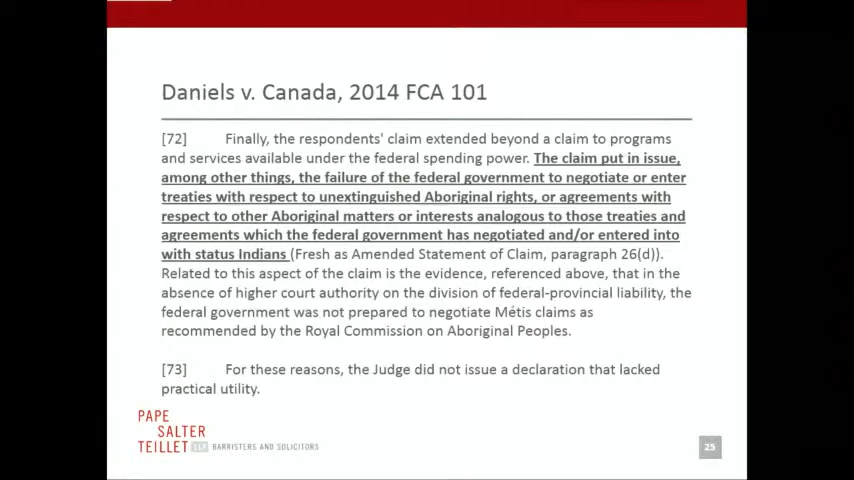 Daniels v. Canada, 2014 FCA 101
[72] Finally, the respondents' claim extended beyond a claim to programs
and services available under the federal spending power. The claim put in issue,
among other things, the failure of the federal government to negotiate or enter
treaties with respect to unextinguished Aboriginal rights, or agreements with
respect to other Aboriginal matters or interests analogous to those treaties and
agreements which the federal government has negotiated and/or entered into
with status Indians (Fresh as Amended Statement of Claim, paragraph 26(d)).
Related to this aspect of the claim is the evidence, referenced above, that in the
absence of higher court authority on the division of federal-provincial liability, the
federal government was not prepared to negotiate Métis claims as
recommended by the Royal Commission on Aboriginal Peoples.
[73] For these reasons, the Judge did not issue a declaration that lacked
practical utility.
PAPE
SALTER
TEILLET LLP BARRISTERS AND SOLICITORS
25